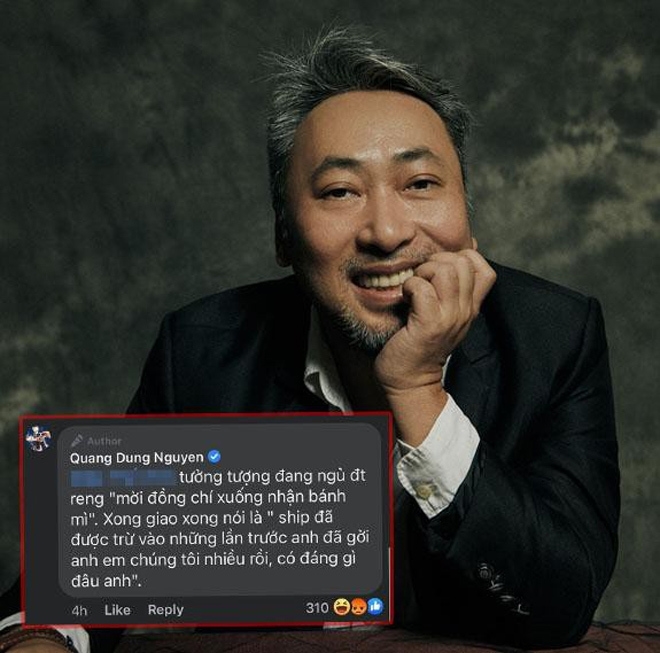 Author
Quang Dung Nguyen
tưởng tượng đang ngủ đt
reng "mời đồng chí xuống nhận bánh
mì". Xong giao xong nói là " ship đã
được trừ vào những lần trước anh đã gởi
anh em chúng tôi nhiều rồi, có đáng gì
đâu anh".
4h Like Reply 310